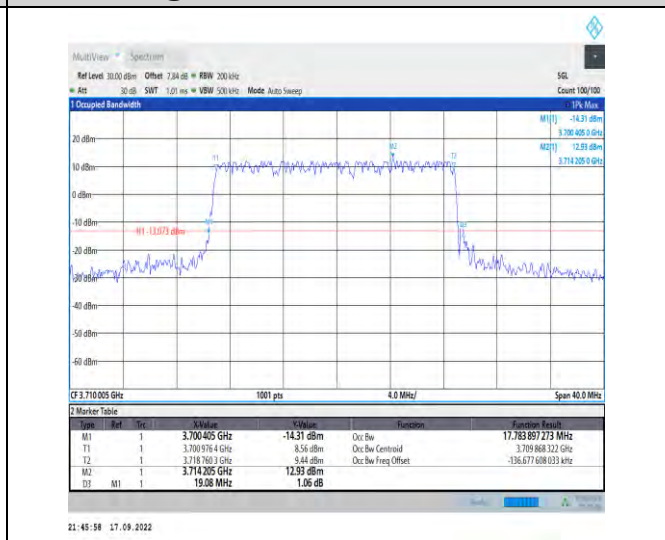 MultiView Spectrum
Ref Level 30.00 dBm Offset 7.84 dB RBW 200 kHz SGL
Att 30 dB SWT 1.01 ms VBW 500 kHz Mode Auto Sweep Count 100/100
1 Occupied Bandwidth 1Pk Max
M1[1] -14.31 dBm
3.700 405 0 GHz
M2[1] 12.93 dBm
3.714 205 0 GHz
20 dBm
M2
T1 T2
10 dBm
0 dBm
-10 dBm
H1 -13.073 dBm
-20 dBm
-30 dBm
-40 dBm
-50 dBm
-60 dBm
CF 3.710 005 GHz 1001 pts 4.0 MHz/ Span 40.0 MHz
2 Marker Table
Type Ref Trc X-Value Y-Value Function Function Result
M1 1 3.700 405 GHz -14.31 dBm Occ Bw 17.783 897 273 MHz
T1 1 3.700 976 4 GHz 8.56 dBm Occ Bw Centroid 3.709 868 322 GHz
T2 1 3.718 760 3 GHz 9.44 dBm Occ Bw Freq Offset -136.677 608 033 kHz
M2 1 3.714 205 GHz 12.93 dBm
D3 M1 1 19.08 MHz 1.06 dB
21:45:58 17.09.2022